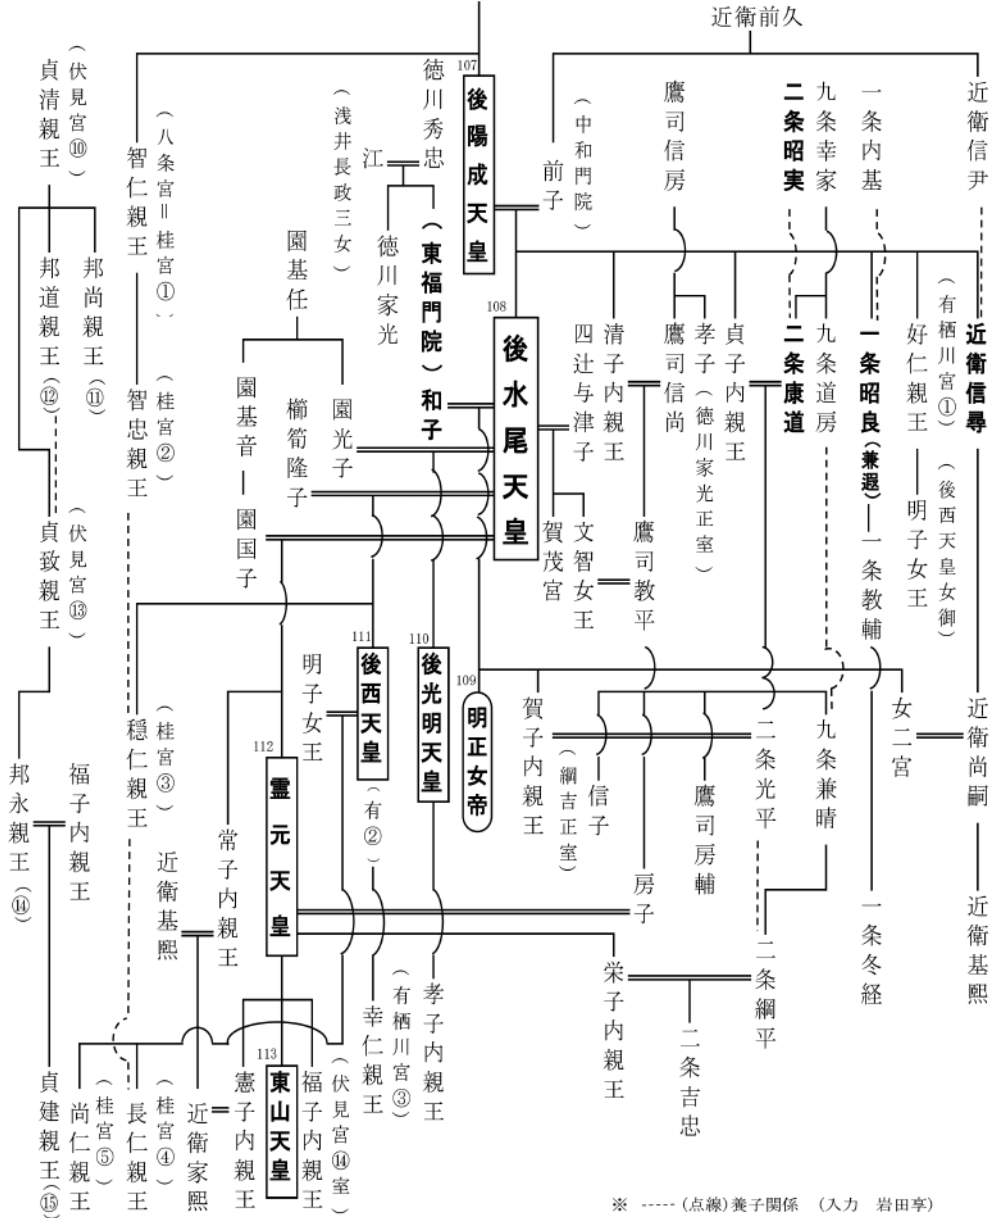 近衛前久
近衛信尹
一条内基
九条幸家
二条昭実
鷹司信房
(中和門院)
前子
107
後陽成天皇
徳川秀忠
江
(浅井長政三女)
(八条宮＝桂宮①)
智仁親王
(伏見宮⑩)
貞清親王
近衛信尋
(有栖川宮①)
好仁親王
明子女王
(後西天皇女御)
一条昭良(兼遐)
一条教輔
九条道房
二条康道
貞子内親王
孝子(徳川家光正室)
鷹司信尚
清子内親王
四辻与津子
108
後水尾天皇
(東福門院)和子
徳川家光
園基任
園光子
櫛笥隆子
園基音
園国子
(桂宮②)
智忠親王
邦尚親王(⑪)
邦道親王(⑫)
鷹司教平
文智女王
賀茂宮
(伏見宮⑬)
貞致親王
近衛尚嗣
女二宮
九条兼晴
二条光平
鷹司房輔
房子
信子
(綱吉正室)
賀子内親王
109
明正女帝
110
後光明天皇
111
後西天皇
(有②)
明子女王
112
霊元天皇
常子内親王
近衛基熙
(桂宮③)
穏仁親王
福子内親王
邦永親王(⑭)
近衛基熙
一条冬経
二条綱平
二条吉忠
栄子内親王
孝子内親王
(有栖川宮③)
幸仁親王
(伏見宮⑭室)
福子内親王
113
東山天皇
憲子内親王
近衛家熙
(桂宮④)
長仁親王
(桂宮⑤)
尚仁親王
貞建親王(⑮)
※ ----- (点線)養子関係 (入力 岩田享)